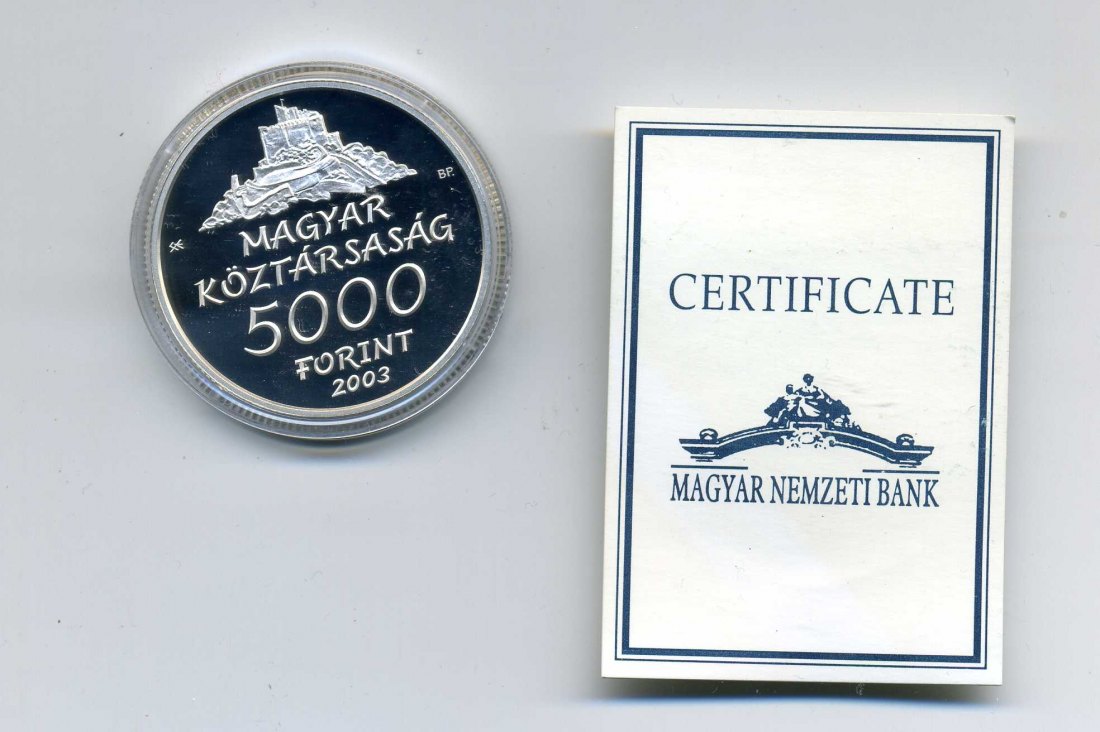 BP.
MAGYAR
KÖZTÁRSASÁG
5000
FORINT
2003
CERTIFICATE
MAGYAR NEMZETI BANK